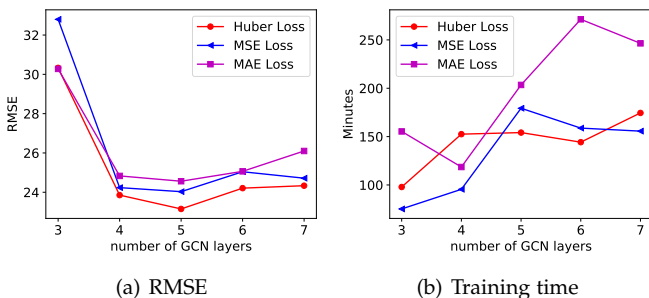 Huber Loss
MSE Loss
MAE Loss
RMSE
32
30
28
26
24
3 4 5 6 7
number of GCN layers
(a) RMSE
Huber Loss
MSE Loss
MAE Loss
Minutes
250
200
150
100
3 4 5 6 7
number of GCN layers
(b) Training time